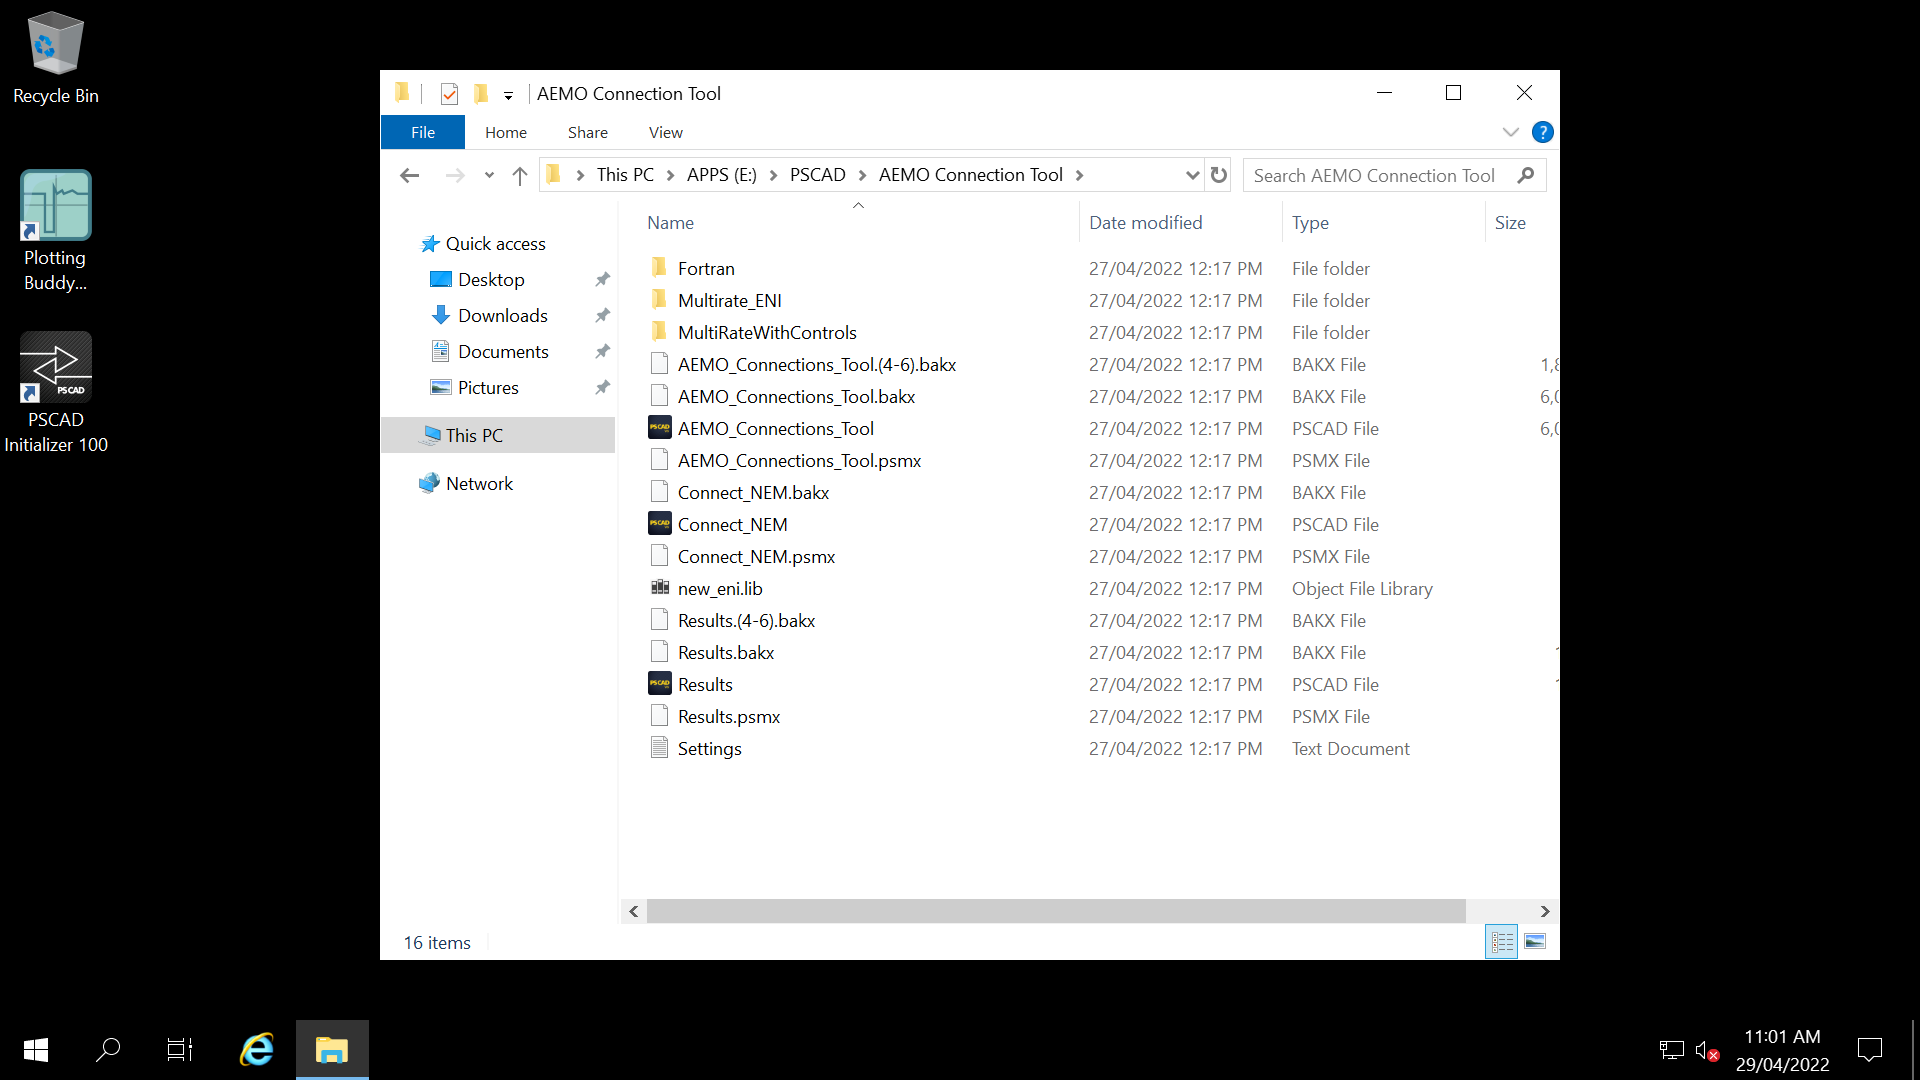 Recycle Bin
Plotting
Buddy...
PSCAD
PSCAD
Initializer 100
AEMO Connection Tool
File Home Share View
This PC > APPS (E:) > PSCAD > AEMO Connection Tool >
Search AEMO Connection Tool
Quick access
Desktop
Downloads
Documents
Pictures
This PC
Network
Name Date modified Type Size
Fortran 27/04/2022 12:17 PM File folder
Multirate_ENI 27/04/2022 12:17 PM File folder
MultiRateWithControls 27/04/2022 12:17 PM File folder
AEMO_Connections_Tool.(4-6).bakx 27/04/2022 12:17 PM BAKX File
AEMO_Connections_Tool.bakx 27/04/2022 12:17 PM BAKX File
AEMO_Connections_Tool 27/04/2022 12:17 PM PSCAD File
AEMO_Connections_Tool.psmx 27/04/2022 12:17 PM PSMX File
Connect_NEM.bakx 27/04/2022 12:17 PM BAKX File
Connect_NEM 27/04/2022 12:17 PM PSCAD File
Connect_NEM.psmx 27/04/2022 12:17 PM PSMX File
new_eni.lib 27/04/2022 12:17 PM Object File Library
Results.(4-6).bakx 27/04/2022 12:17 PM BAKX File
Results.bakx 27/04/2022 12:17 PM BAKX File
Results 27/04/2022 12:17 PM PSCAD File
Results.psmx 27/04/2022 12:17 PM PSMX File
Settings 27/04/2022 12:17 PM Text Document
16 items
11:01 AM
29/04/2022